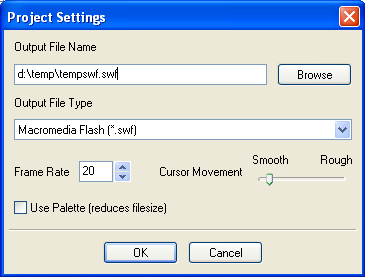 Project Settings
Output File Name
d:\temp\tempswf.swf
Browse
Output File Type
Macromedia Flash (*.swf)
Smooth Rough
Frame Rate 20 Cursor Movement
Use Palette (reduces filesize)
OK Cancel